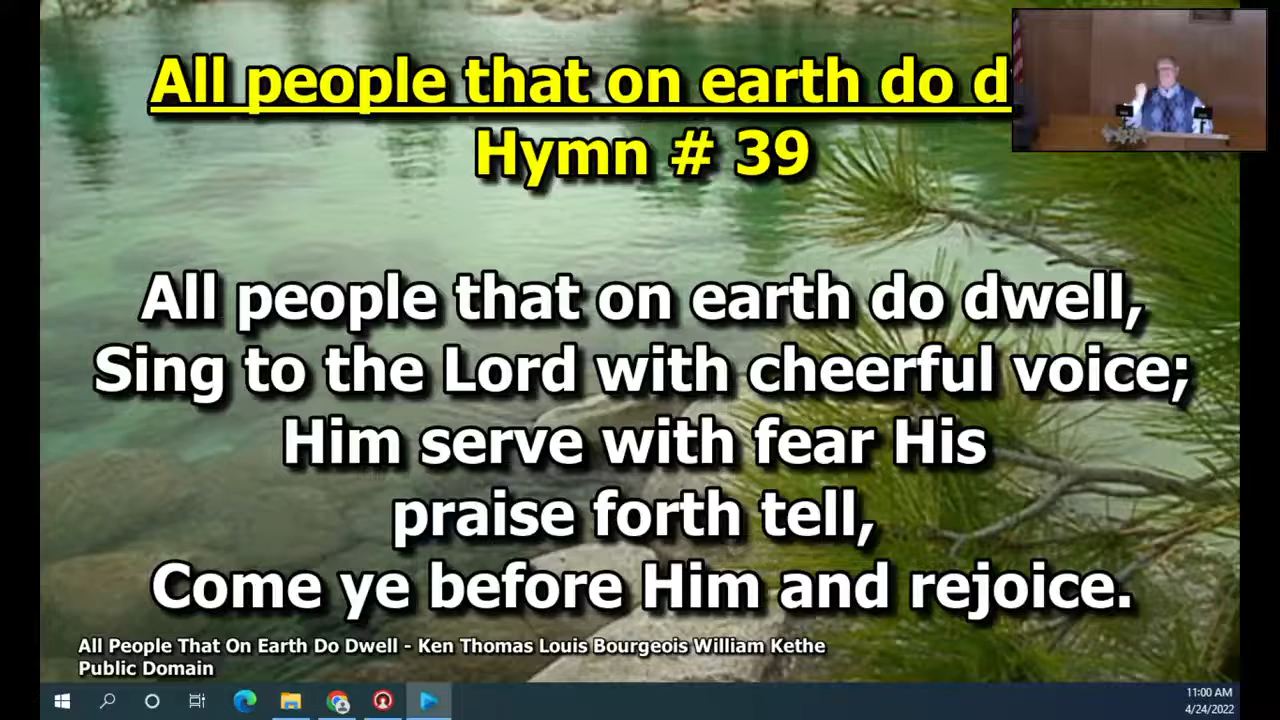 All people that on earth do d
Hymn # 39
All people that on earth do dwell,
Sing to the Lord with cheerful voice;
Him serve with fear His
praise forth tell,
Come ye before Him and rejoice.
All People That On Earth Do Dwell - Ken Thomas Louis Bourgeois William Kethe
Public Domain
11:00 AM
4/24/2022